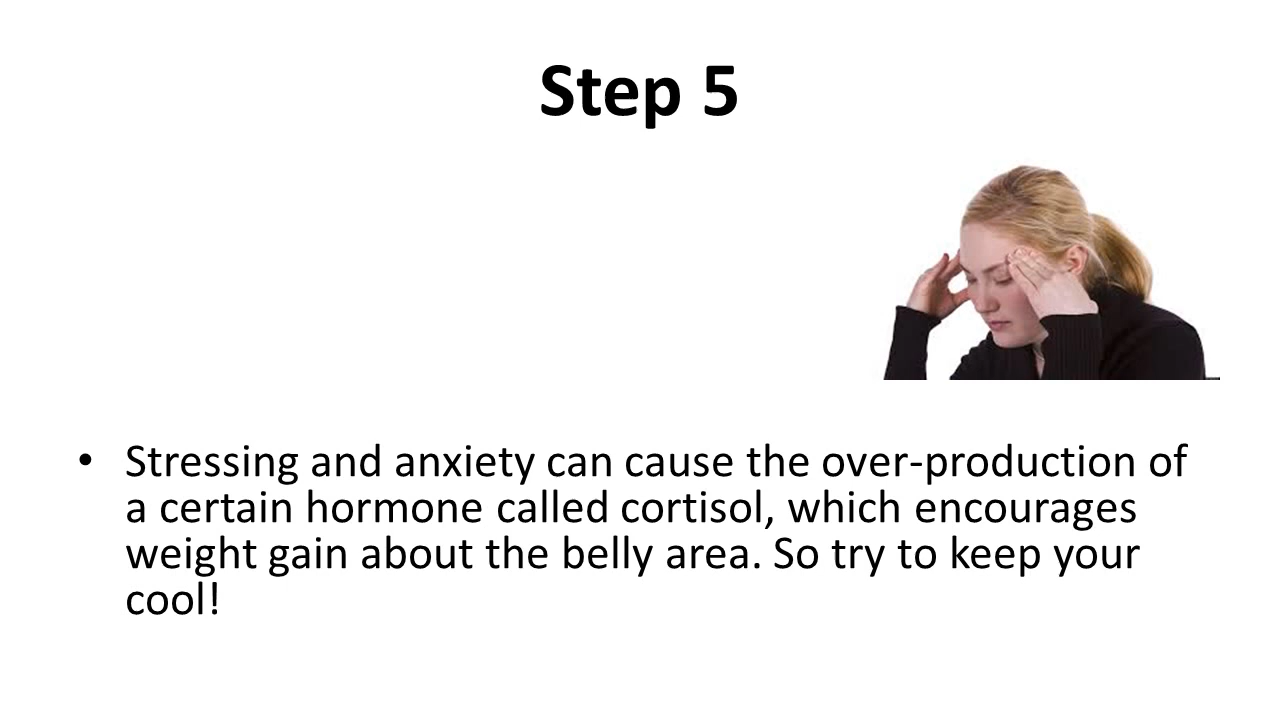 Step 5
• Stressing and anxiety can cause the over-production of
a certain hormone called cortisol, which encourages
weight gain about the belly area. So try to keep your
cool!